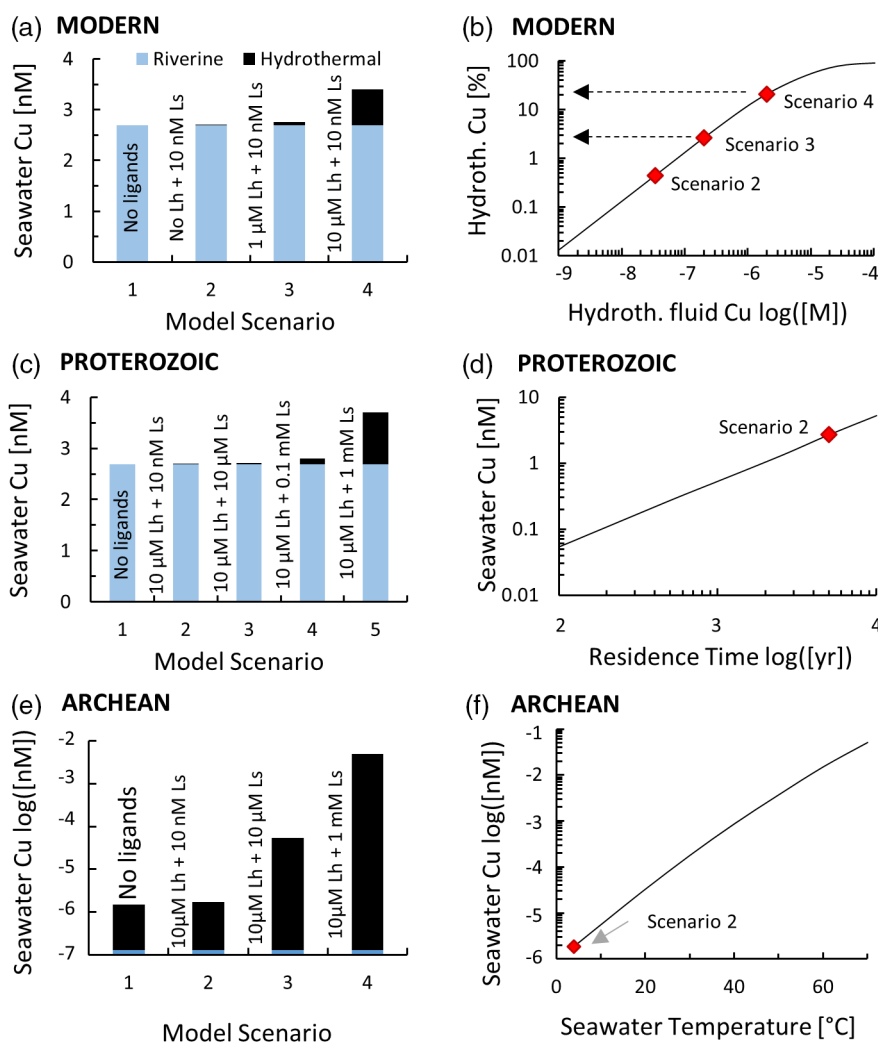 (a) MODERN
Riverine Hydrothermal
Seawater Cu [nM]
4
3
2
1
0
No ligands
No Lh + 10 nM Ls
1 µM Lh + 10 nM Ls
10 µM Lh + 10 nM Ls
1 2 3 4
Model Scenario
(b) MODERN
Hydroth. Cu [%]
100
10
1
0.1
0.01
Scenario 4
Scenario 3
Scenario 2
-9 -8 -7 -6 -5 -4
Hydroth. fluid Cu log([M])
(c) PROTEROZOIC
Seawater Cu [nM]
4
3
2
1
0
No ligands
10 µM Lh + 10 nM Ls
10 µM Lh + 10 µM Ls
10 µM Lh + 0.1 mM Ls
10 µM Lh + 1 mM Ls
1 2 3 4 5
Model Scenario
(d) PROTEROZOIC
Seawater Cu [nM]
10
1
0.1
0.01
Scenario 2
2 3 4
Residence Time log([yr])
(e) ARCHEAN
Seawater Cu log([nM])
-2
-3
-4
-5
-6
-7
No ligands
10µM Lh + 10 nM Ls
10µM Lh + 10 µM Ls
10µM Lh + 1 mM Ls
1 2 3 4
Model Scenario
(f) ARCHEAN
Seawater Cu log([nM])
-1
-2
-3
-4
-5
-6
Scenario 2
0 20 40 60
Seawater Temperature [°C]